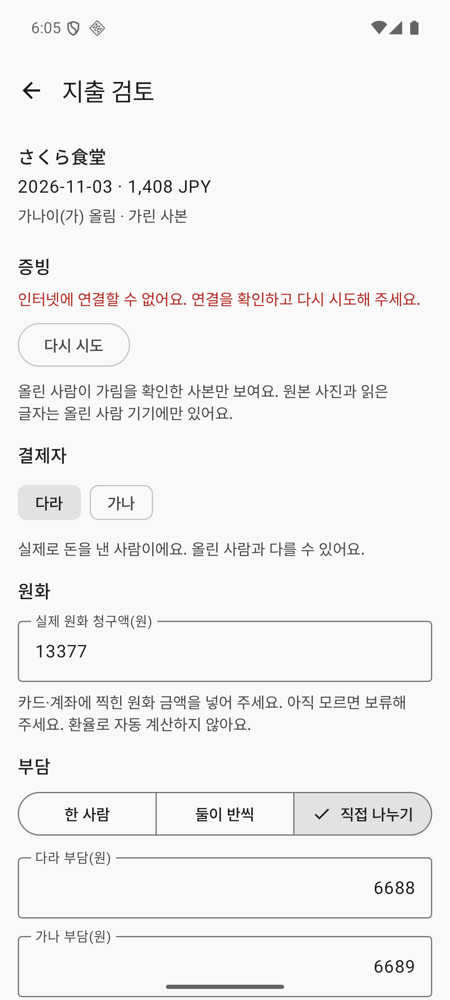 6:05
지출 검토
さくら食堂
2026-11-03 · 1,408 JPY
가나이(가) 올림 · 가린 사본
증빙
인터넷에 연결할 수 없어요. 연결을 확인하고 다시 시도해 주세요.
다시 시도
올린 사람이 가림을 확인한 사본만 보여요. 원본 사진과 읽은
글자는 올린 사람 기기에만 있어요.
결제자
다라
가나
실제로 돈을 낸 사람이에요. 올린 사람과 다를 수 있어요.
원화
실제 원화 청구액(원)
13377
카드·계좌에 찍힌 원화 금액을 넣어 주세요. 아직 모르면 보류해
주세요. 환율로 자동 계산하지 않아요.
부담
한 사람
둘이 반씩
직접 나누기
다라 부담(원)
6688
가나 부담(원)
6689